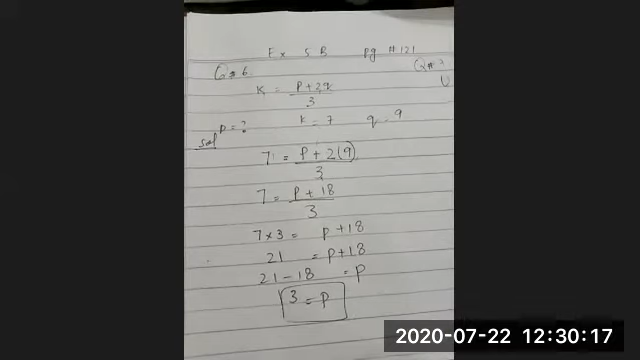 Ex 5B pg # 121
Q# 6. Q# 3
K = P+2q/3
p = ? K = 7 q = 9
Sol
7 = P+2(9)/3
7 = P+18/3
7×3 = P+18
21 = P+18
21-18 = P
3 = P
2020-07-22 12:30:17